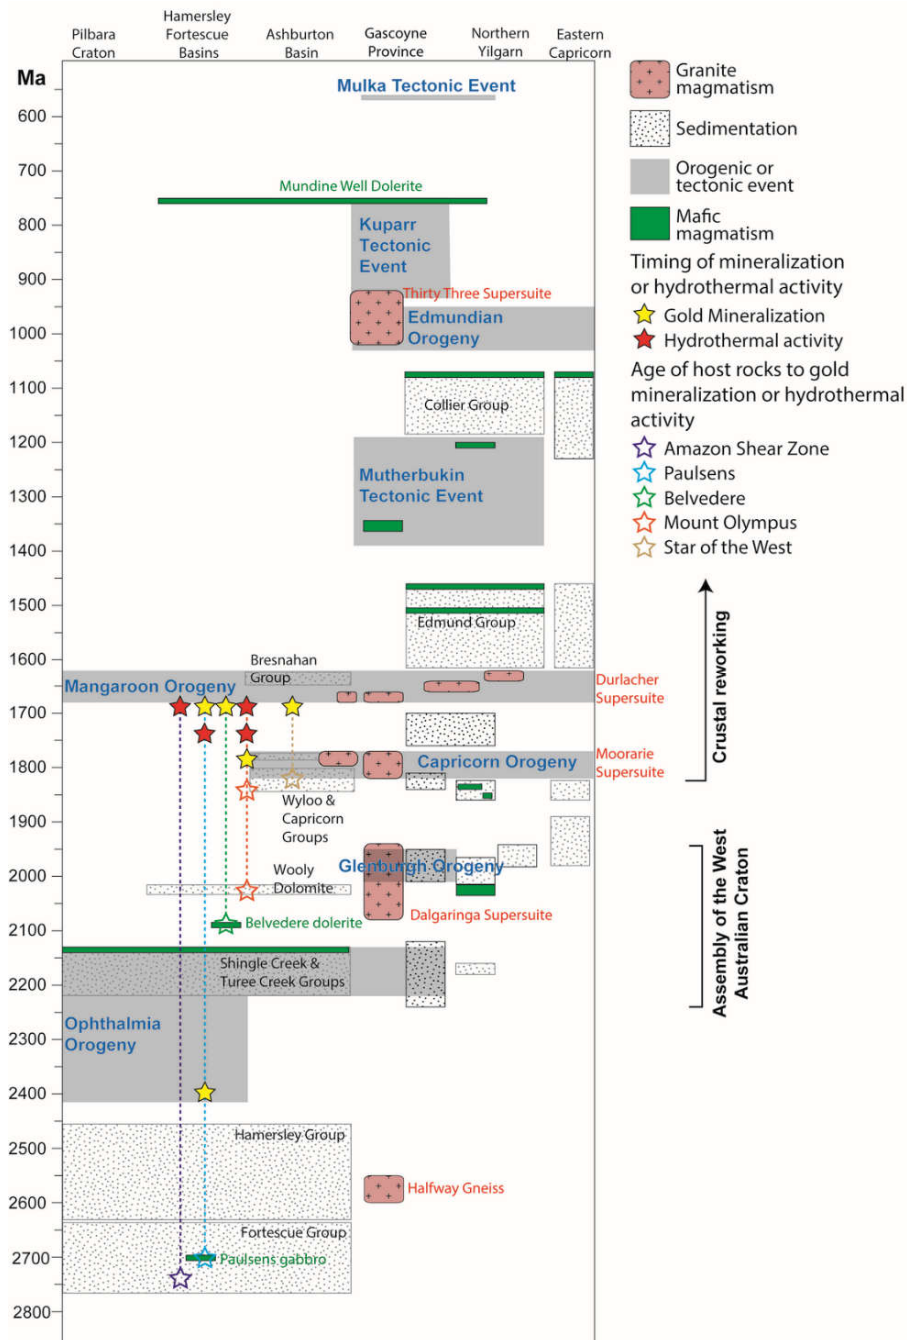 Pilbara
Craton
Hamersley
Fortescue
Basins
Ashburton
Basin
Gascoyne
Province
Northern
Yilgarn
Eastern
Capricorn
Ma
600
700
800
900
1000
1100
1200
1300
1400
1500
1600
1700
1800
1900
2000
2100
2200
2300
2400
2500
2600
2700
2800
Mulka Tectonic Event
Mundine Well Dolerite
Kuparr
Tectonic
Event
Thirty Three Supersuite
Edmundian
Orogeny
Collier Group
Mutherbukin
Tectonic Event
Edmund Group
Bresnahan
Group
Mangaroon Orogeny
Durlacher
Supersuite
Capricorn Orogeny
Moorarie
Supersuite
Wyloo &
Capricorn
Groups
Glenburgh Orogeny
Wooly
Dolomite
Dalgaringa Supersuite
Belvedere dolerite
Shingle Creek &
Turee Creek Groups
Ophthalmia
Orogeny
Hamersley Group
Halfway Gneiss
Fortescue Group
Paulsens gabbro
Granite
magmatism
Sedimentation
Orogenic or
tectonic event
Mafic
magmatism
Timing of mineralization
or hydrothermal activity
Gold Mineralization
Hydrothermal activity
Age of host rocks to gold
mineralization or hydrothermal
activity
Amazon Shear Zone
Paulsens
Belvedere
Mount Olympus
Star of the West
Crustal reworking
Assembly of the West
Australian Craton